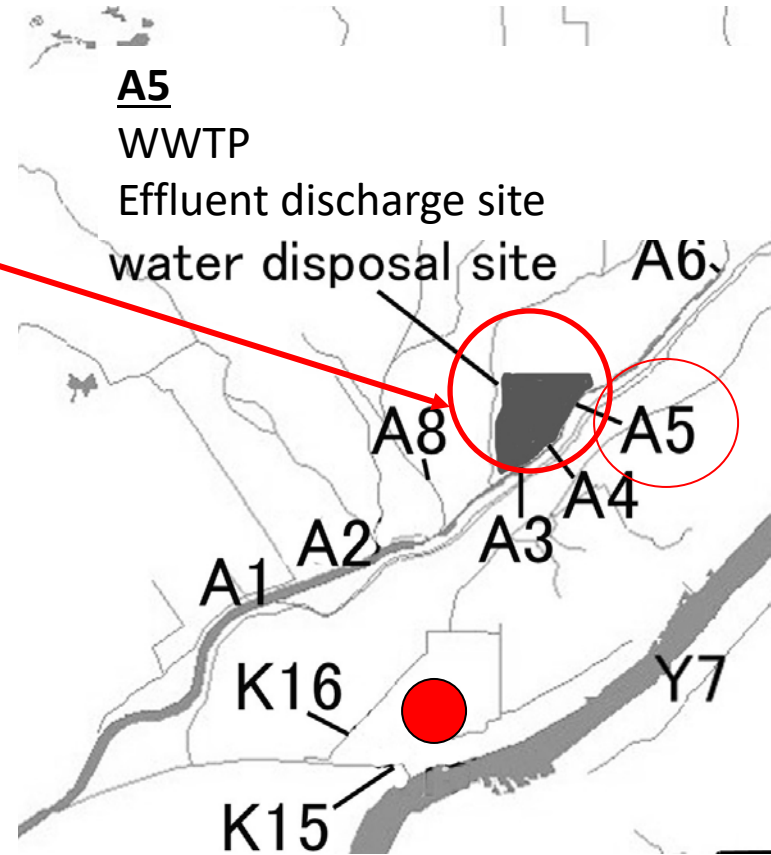 A5
WWTP
Effluent discharge site
water disposal site
A6
A8
A5
A4
A3
A2
A1
K16
Y7
K15